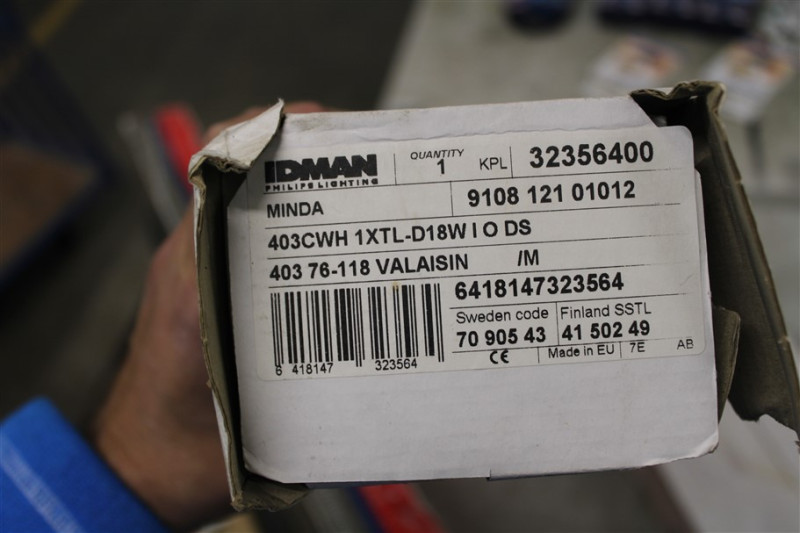 IDMAN
PHILIPS LIGHTING
QUANTITY
1
KPL
32356400
MINDA
9108 121 01012
403CWH 1XTL-D18W I O DS
403 76-118 VALAISIN /M
6418147323564
Sweden code
70 905 43
Finland SSTL
41 502 49
6 418147 323564
CE
Made in EU
7E
AB